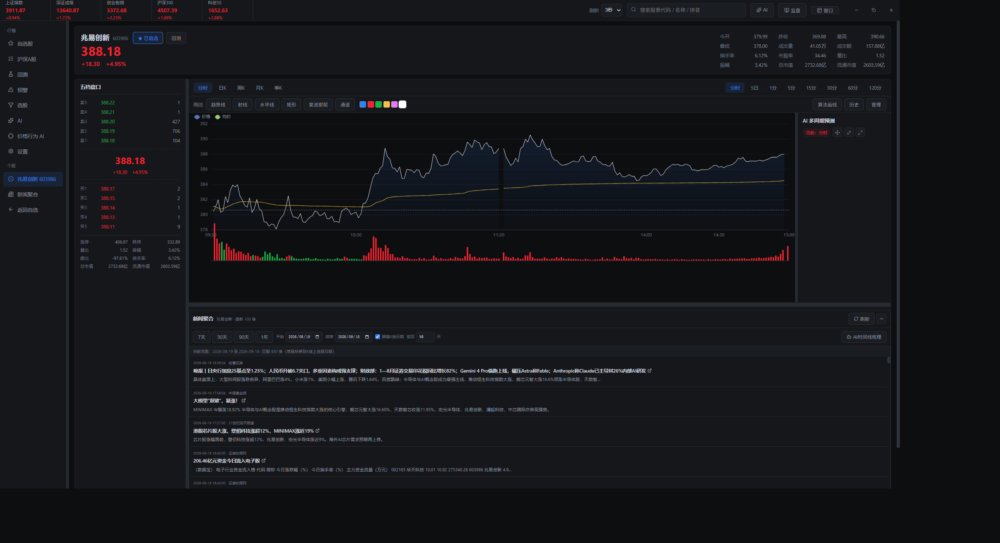 上证指数 深证成指 创业板指 沪深300 科创50
3911.87 13640.87 3372.68 4507.39 1652.63
+0.94% +1.72% +2.25% +1.06% +2.88%
刷新 3秒 搜索股票代码 / 名称 / 拼音 AI 监盘 窗口
行情
自选股
沪深A股
回测
预警
选股
AI
价格行为 AI
设置
个股
兆易创新 603986
新闻聚合
返回自选
兆易创新 603986 ★ 已自选 回测
388.18
+18.30 +4.95%
今开 379.99 昨收 369.88 最高 390.66
最低 378.00 成交量 41.05万 成交额 157.88亿
换手率 6.12% 市盈率 34.46 量比 1.52
振幅 3.42% 总市值 2732.68亿 流通市值 2603.59亿
五档盘口
卖5 388.22 1
卖4 388.21 1
卖3 388.20 427
卖2 388.19 706
卖1 388.18 104
388.18
+18.30 +4.95%
买1 388.17 2
买2 388.15 2
买3 388.14 1
买4 388.13 1
买5 388.11 9
涨停 406.87 跌停 332.89
量比 1.52 振幅 3.42%
委比 -97.61% 换手率 6.12%
总市值 2732.68亿 流通市值 2603.59亿
分时 日K 周K 月K 季K
分时 5日 1分 5分 15分 30分 60分 120分
画线 趋势线 射线 水平线 矩形 斐波那契 通道
算法画线 历史 管理
价格 均价
392
390
388
386
384
382
380
378
09:30 10:30 11:30 14:00 14:30 15:00
AI 多周期预测
当前：分时
新闻聚合 兆易创新 · 最新 100 条
刷新
7天 30天 90天 1年 开始 2026/08/19 结束 2026/09/18 跟随K线日期 前后 10 天
AI时间线梳理
当前范围：2026-08-19 至 2026-09-18 · 匹配 830 条（将鼠标移到K线上选择日期）
2026-09-18 18:36:34 哈富证券
晚报丨日央行加息25基点至1.25%；人民币升破6.7关口，多重因素构成强支撑；财政部：1—8月证券交易印花税同比增长82%；Gemini 4 Pro偷跑上线，碾压Astra和Fable；Anthropic称Claude已主导其26%内部AI研发
具体盘面上，大型科网股涨跌各异，阿里巴巴涨4%，小米涨1%，美团小幅上涨，腾讯下跌1.64%，百度飘绿；半导体与AI概念股成为最强主线，推动恒生科技指数大涨，爱芯元智大涨16.6%领涨半导体股，天数智...
2026-09-18 17:56:04 中国基金报
大模型“双雄”，暴涨！
MINIMAX-W暴涨18.92% 半导体与AI概念股是推动恒生科技指数大涨的核心引擎，爱芯元智大涨16.60%，天数智芯收涨11.95%，宏光半导体、兆易创新、澜起科技、中芯国际亦表现强势。
2026-09-18 17:27:00 21世纪经济报道
港股芯片股大涨，壁仞科技涨超12%，MINIMAX涨近19%
芯片股涨幅居前，壁仞科技涨超12%，兆易创新、宏光半导体涨近9%。海外AI芯片需求预期再上修。
2026-09-18 16:45:00 证券时报网
206.46亿元资金今日流入电子股
（数据宝） 电子行业资金流入榜 代码 简称 今日涨跌幅（%） 今日换手率（%） 主力资金流量（万元） 002185 华天科技 10.01 10.92 275340.28 603986 兆易创新 4.9...
2026-09-18 16:43:00 证券时报网